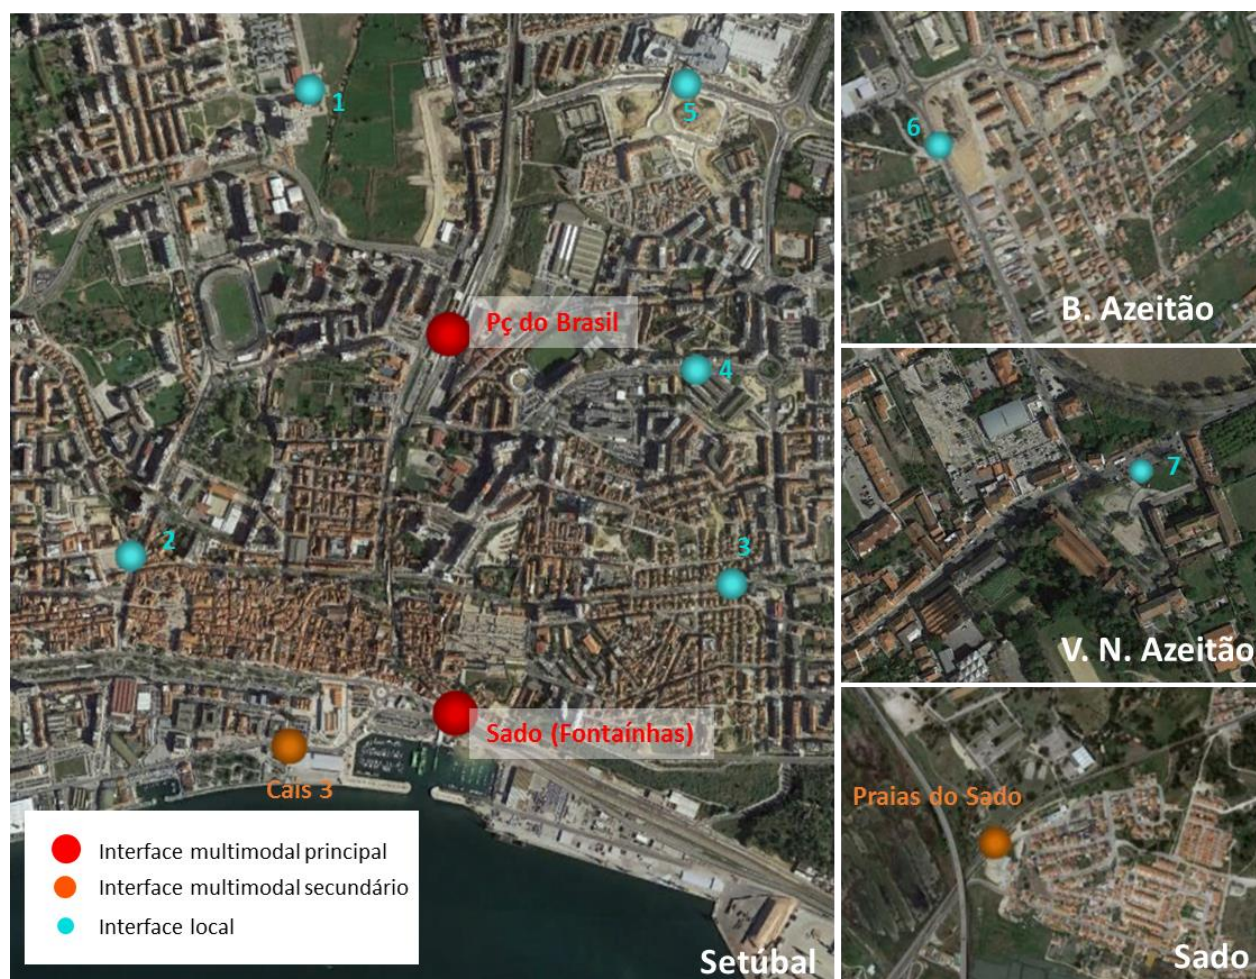 1
5
Pç do Brasil
4
2
3
Sado (Fontaínhas)
Cais 3
Interface multimodal principal
Interface multimodal secundário
Interface local
Setúbal
6
B. Azeitão
7
V. N. Azeitão
Praias do Sado
Sado